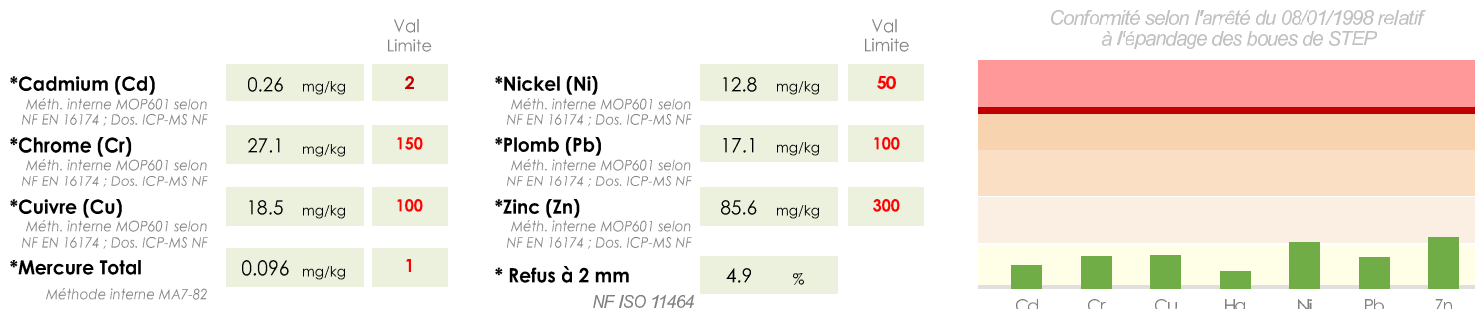 Val
Limite
*Cadmium (Cd) 0.26 mg/kg 2
Méth. interne MOP601 selon
NF EN 16174 ; Dos. ICP-MS NF
*Chrome (Cr) 27.1 mg/kg 150
Méth. interne MOP601 selon
NF EN 16174 ; Dos. ICP-MS NF
*Cuivre (Cu) 18.5 mg/kg 100
Méth. interne MOP601 selon
NF EN 16174 ; Dos. ICP-MS NF
*Mercure Total 0.096 mg/kg 1
Méthode interne MA7-82
Val
Limite
*Nickel (Ni) 12.8 mg/kg 50
Méth. interne MOP601 selon
NF EN 16174 ; Dos. ICP-MS NF
*Plomb (Pb) 17.1 mg/kg 100
Méth. interne MOP601 selon
NF EN 16174 ; Dos. ICP-MS NF
*Zinc (Zn) 85.6 mg/kg 300
Méth. interne MOP601 selon
NF EN 16174 ; Dos. ICP-MS NF
* Refus à 2 mm 4.9 %
NF ISO 11464
Conformité selon l'arrêté du 08/01/1998 relatif
à l'épandage des boues de STEP
Cd Cr Cu Hg Ni Pb Zn